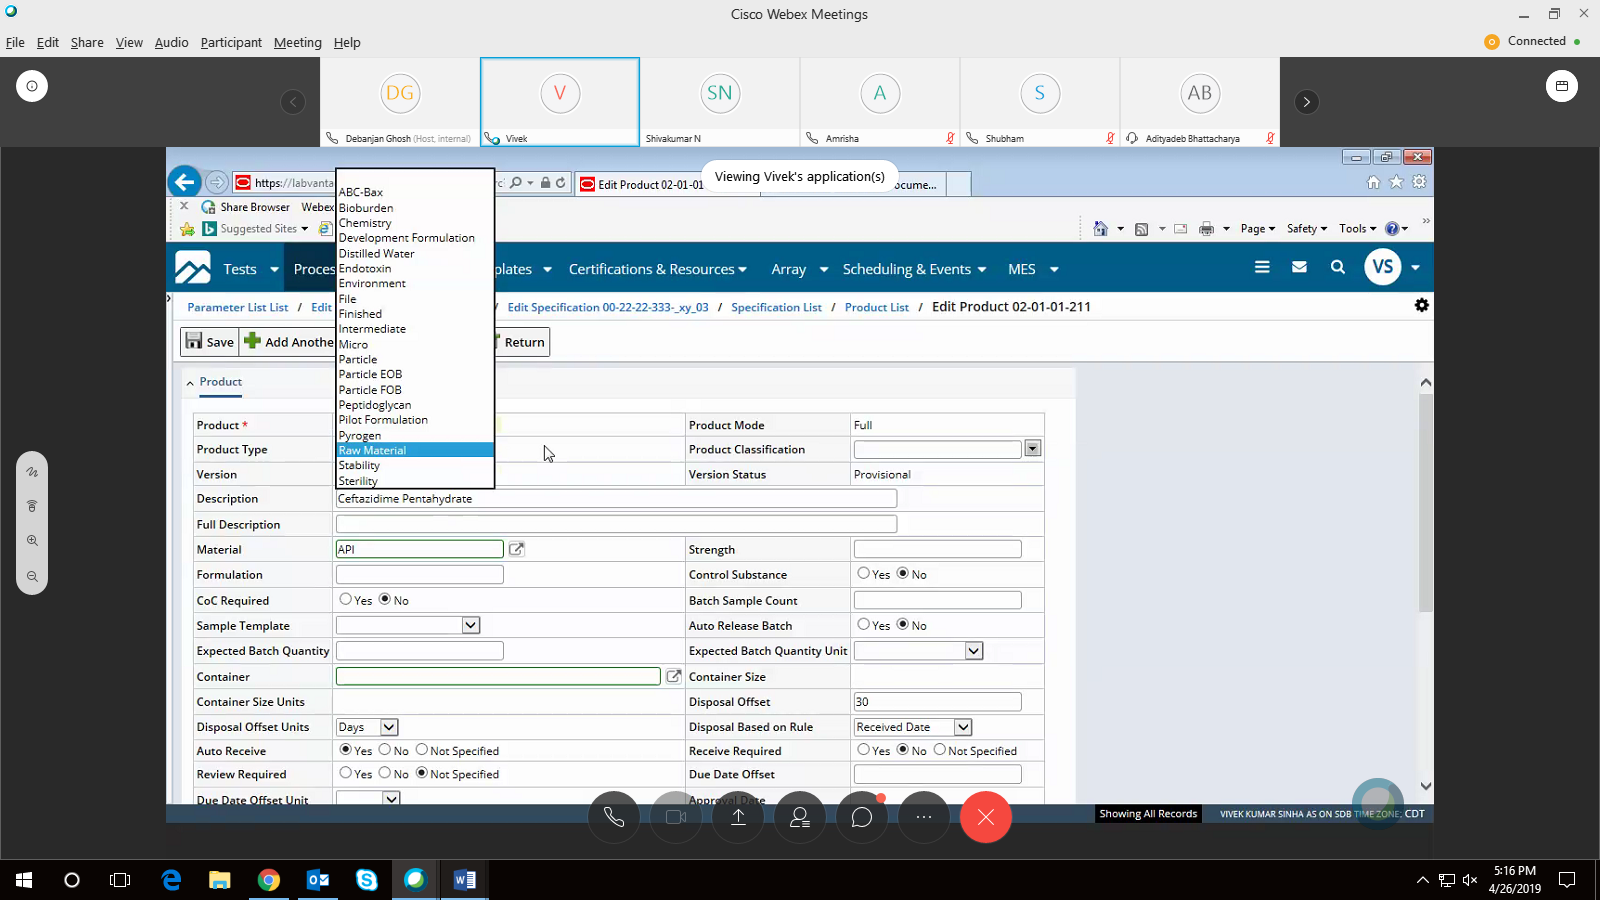 Cisco Webex Meetings
File Edit Share View Audio Participant Meeting Help
Connected
DG
V
SN
A
S
AB
Debanjan Ghosh (Host, internal)
Vivek
Shivakumar N
Amrisha
Shubham
Adityadeb Bhattacharya
Viewing Vivek's application(s)
https://labvanta
Edit Product 02-01-01
ocume...
Share Browser Webex
Suggested Sites
Page Safety Tools
Tests Proces plates Certifications & Resources Array Scheduling & Events MES VS
Parameter List List / Edit / Edit Specification 00-22-22-333-_xy_03 / Specification List / Product List / Edit Product 02-01-01-211
Save Add Anothe Return
ABC-Bax
Bioburden
Chemistry
Development Formulation
Distilled Water
Endotoxin
Environment
File
Finished
Intermediate
Micro
Particle
Particle EOB
Particle FOB
Peptidoglycan
Pilot Formulation
Pyrogen
Raw Material
Stability
Sterility
Product
Product * Product Mode Full
Product Type Product Classification
Version Version Status Provisional
Description Ceftazidime Pentahydrate
Full Description
Material API Strength
Formulation Control Substance Yes No
CoC Required Yes No Batch Sample Count
Sample Template Auto Release Batch Yes No
Expected Batch Quantity Expected Batch Quantity Unit
Container Container Size
Container Size Units Disposal Offset 30
Disposal Offset Units Days Disposal Based on Rule Received Date
Auto Receive Yes No Not Specified Receive Required Yes No Not Specified
Review Required Yes No Not Specified Due Date Offset
Due Date Offset Unit Approval Date
Showing All Records VIVEK KUMAR SINHA AS ON SDB TIME ZONE: CDT
5:16 PM
4/26/2019